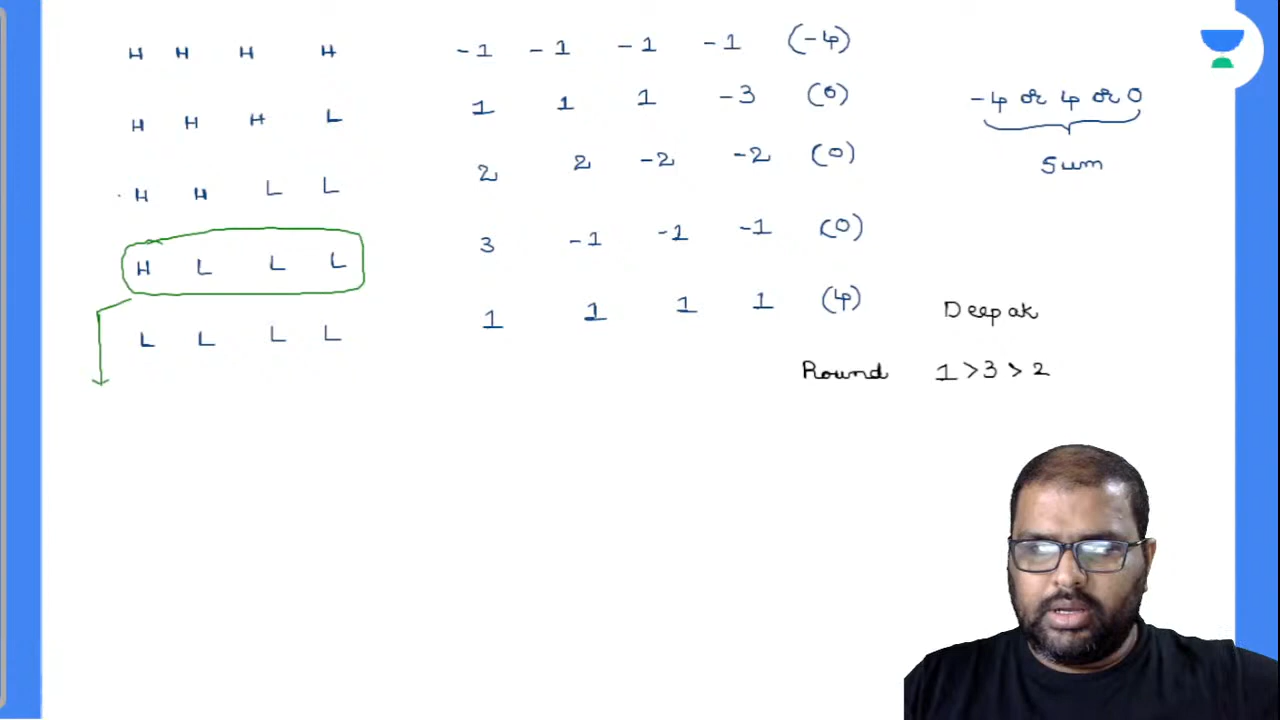 H H H H -1 -1 -1 -1 (-4)
H H H L 1 1 1 -3 (0)
H H L L 2 2 -2 -2 (0)
H L L L 3 -1 -1 -1 (0)
L L L L 1 1 1 1 (4)
-4 or 4 or 0
Sum
Deepak
Round 1 > 3 > 2